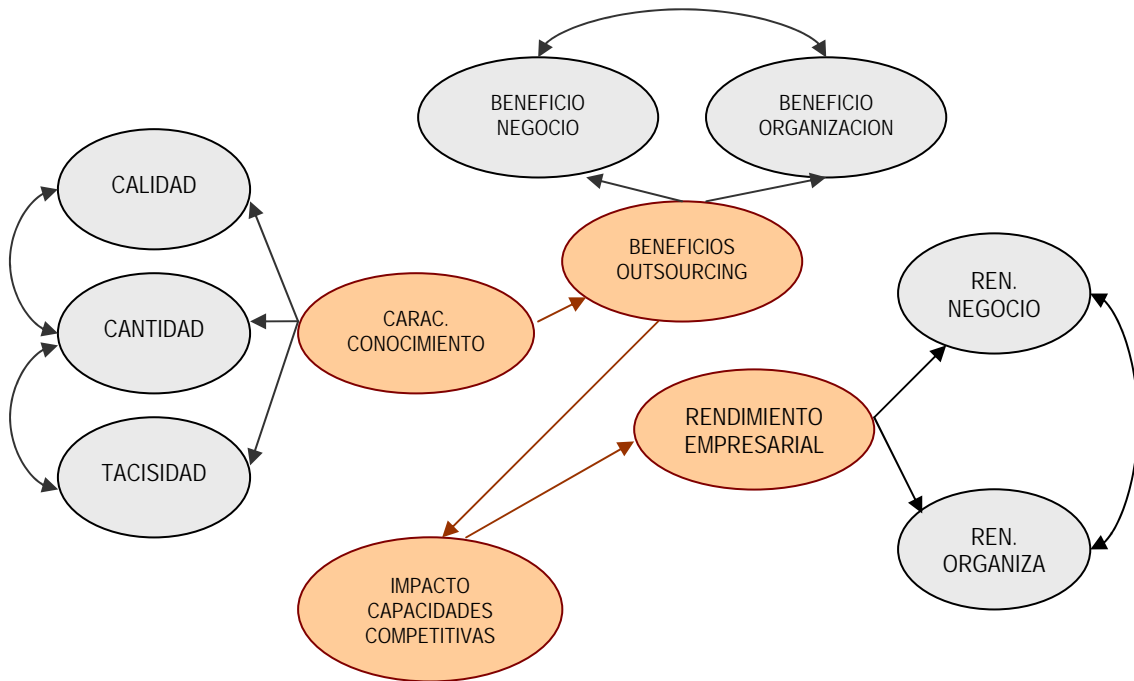 BENEFICIO
NEGOCIO
BENEFICIO
ORGANIZACION
CALIDAD
BENEFICIOS
OUTSOURCING
REN.
NEGOCIO
CANTIDAD
CARAC.
CONOCIMIENTO
RENDIMIENTO
EMPRESARIAL
TACISIDAD
REN.
ORGANIZA
IMPACTO
CAPACIDADES
COMPETITIVAS